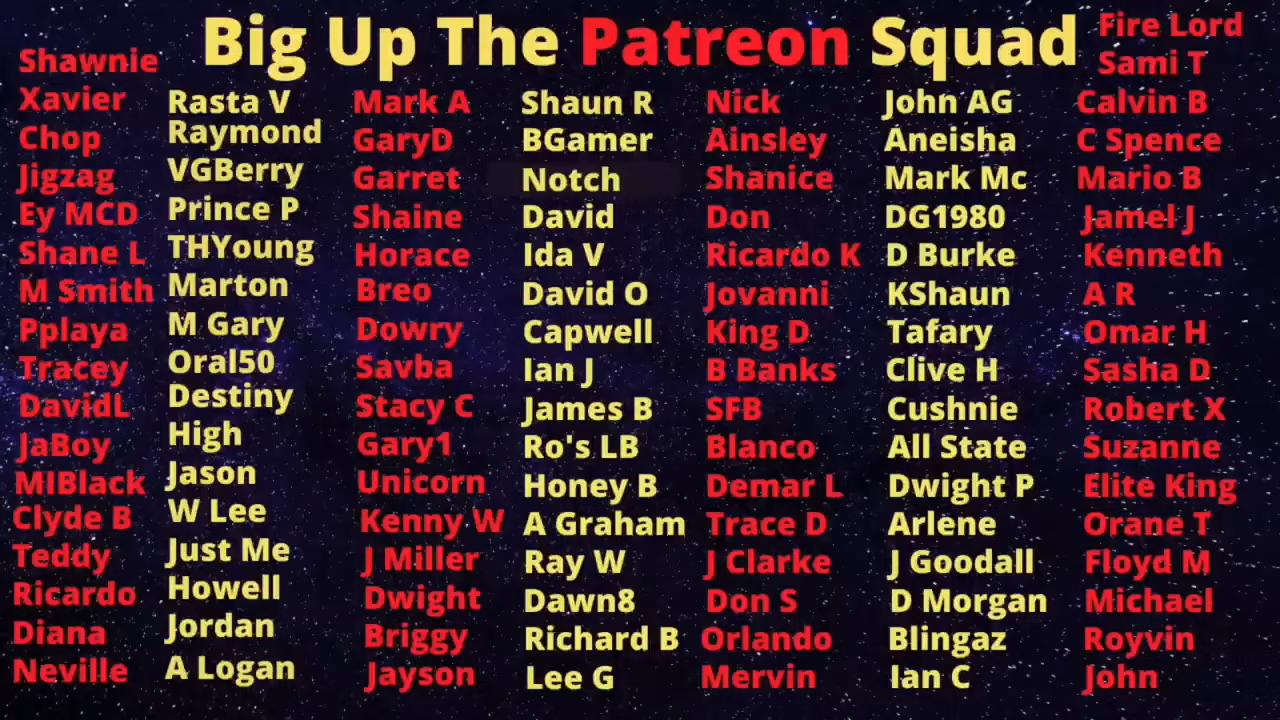 Big Up The Patreon Squad
Shawnie
Xavier
Chop
Jigzag
Ey MCD
Shane L
M Smith
Pplaya
Tracey
DavidL
JaBoy
MIBlack
Clyde B
Teddy
Ricardo
Diana
Neville
Rasta V
Raymond
VGBerry
Prince P
THYoung
Marton
M Gary
Oral50
Destiny
High
Jason
W Lee
Just Me
Howell
Jordan
A Logan
Mark A
GaryD
Garret
Shaine
Horace
Breo
Dowry
Savba
Stacy C
Gary1
Unicorn
Kenny W
J Miller
Dwight
Briggy
Jayson
Shaun R
BGamer
Notch
David
Ida V
David O
Capwell
Ian J
James B
Ro's LB
Honey B
A Graham
Ray W
Dawn8
Richard B
Lee G
Nick
Ainsley
Shanice
Don
Ricardo K
Jovanni
King D
B Banks
SFB
Blanco
Demar L
Trace D
J Clarke
Don S
Orlando
Mervin
John AG
Aneisha
Mark Mc
DG1980
D Burke
KShaun
Tafary
Clive H
Cushnie
All State
Dwight P
Arlene
J Goodall
D Morgan
Blingaz
Ian C
Fire Lord
Sami T
Calvin B
C Spence
Mario B
Jamel J
Kenneth
A R
Omar H
Sasha D
Robert X
Suzanne
Elite King
Orane T
Floyd M
Michael
Royvin
John